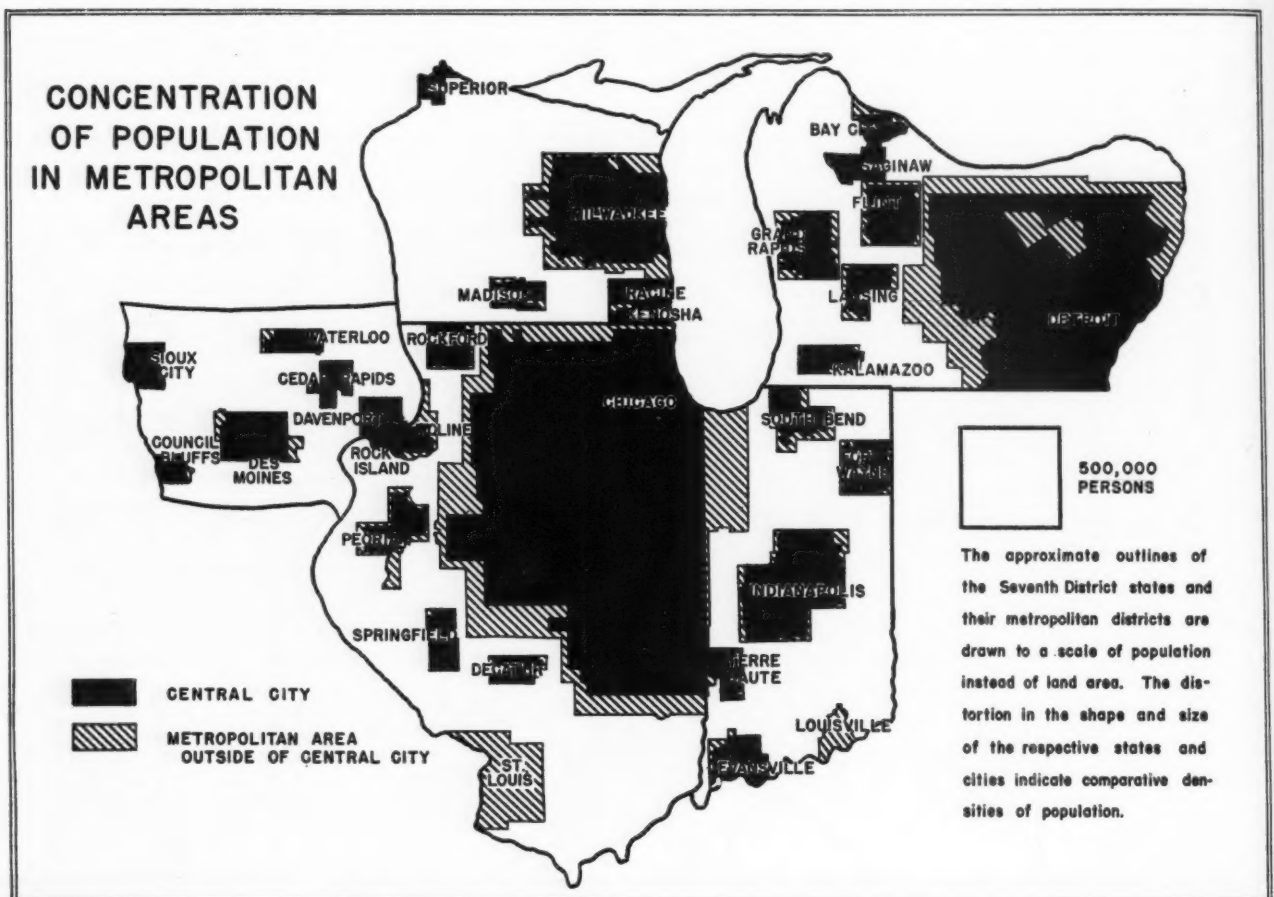 CONCENTRATION
OF POPULATION
IN METROPOLITAN
AREAS
SUPERIOR
BAY CITY
SAGINAW
FLINT
MILWAUKEE
GRAND
RAPIDS
LANSING
DETROIT
MADISON
RACINE
KENOSHA
KALAMAZOO
WATERLOO
ROCKFORD
SIOUX
CITY
CEDAR RAPIDS
CHICAGO
DAVENPORT
MOLINE
SOUTH BEND
COUNCIL
BLUFFS
DES
MOINES
ROCK
ISLAND
FORT
WAYNE
500,000
PERSONS
PEORIA
INDIANAPOLIS
SPRINGFIELD
DECATUR
TERRE
HAUTE
LOUISVILLE
EVANSVILLE
ST.
LOUIS
CENTRAL CITY
METROPOLITAN AREA
OUTSIDE OF CENTRAL CITY
The approximate outlines of
the Seventh District states and
their metropolitan districts are
drawn to a scale of population
instead of land area. The dis-
tortion in the shape and size
of the respective states and
cities indicate comparative den-
sities of population.